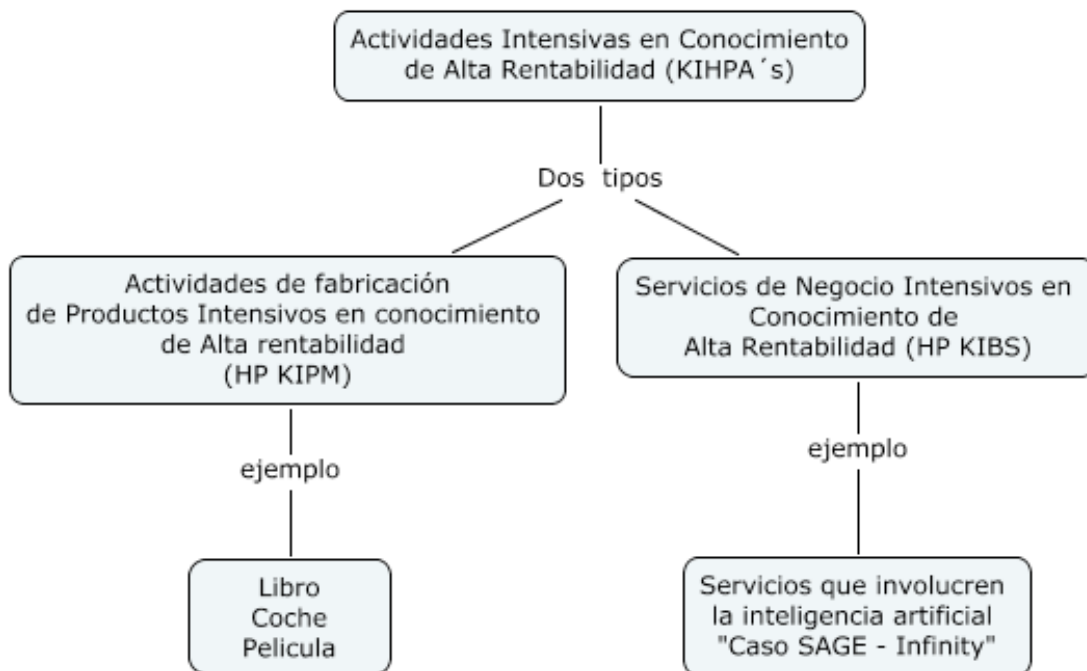 Actividades Intensivas en Conocimiento
de Alta Rentabilidad (KIHPA´s)
Dos tipos
Actividades de fabricación
de Productos Intensivos en conocimiento
de Alta rentabilidad
(HP KIPM)
Servicios de Negocio Intensivos en
Conocimiento de
Alta Rentabilidad (HP KIBS)
ejemplo
ejemplo
Libro
Coche
Pelicula
Servicios que involucren
la inteligencia artificial
"Caso SAGE - Infinity"